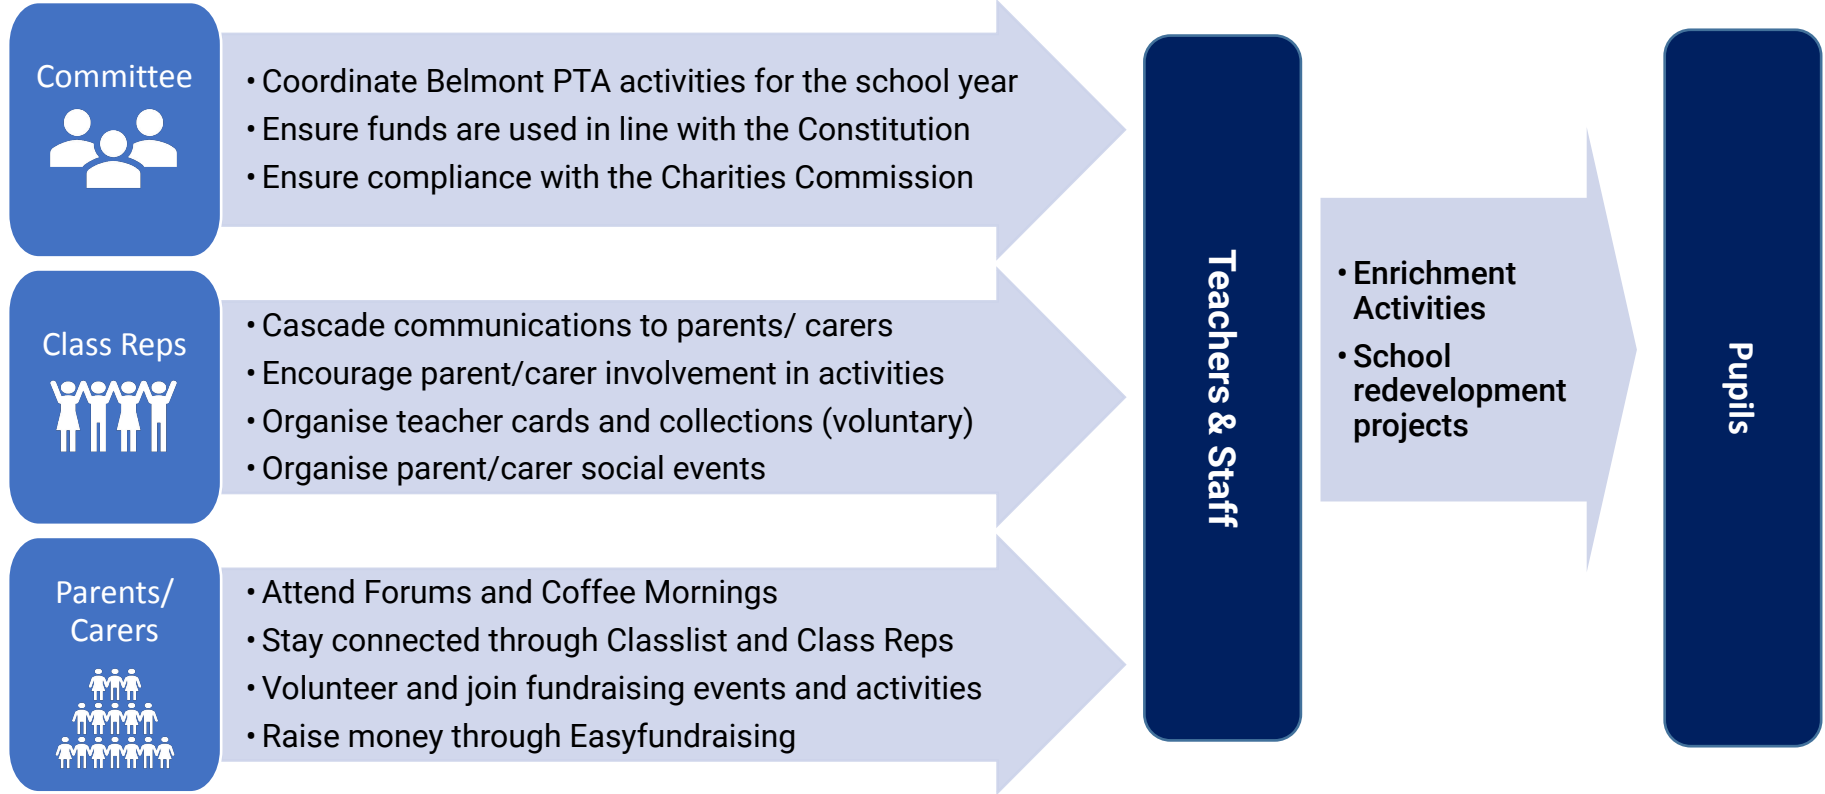 Committee
• Coordinate Belmont PTA activities for the school year
• Ensure funds are used in line with the Constitution
• Ensure compliance with the Charities Commission
Class Reps
• Cascade communications to parents/ carers
• Encourage parent/carer involvement in activities
• Organise teacher cards and collections (voluntary)
• Organise parent/carer social events
Parents/
Carers
• Attend Forums and Coffee Mornings
• Stay connected through Classlist and Class Reps
• Volunteer and join fundraising events and activities
• Raise money through Easyfundraising
Teachers & Staff
• Enrichment
Activities
• School
redevelopment
projects
Pupils